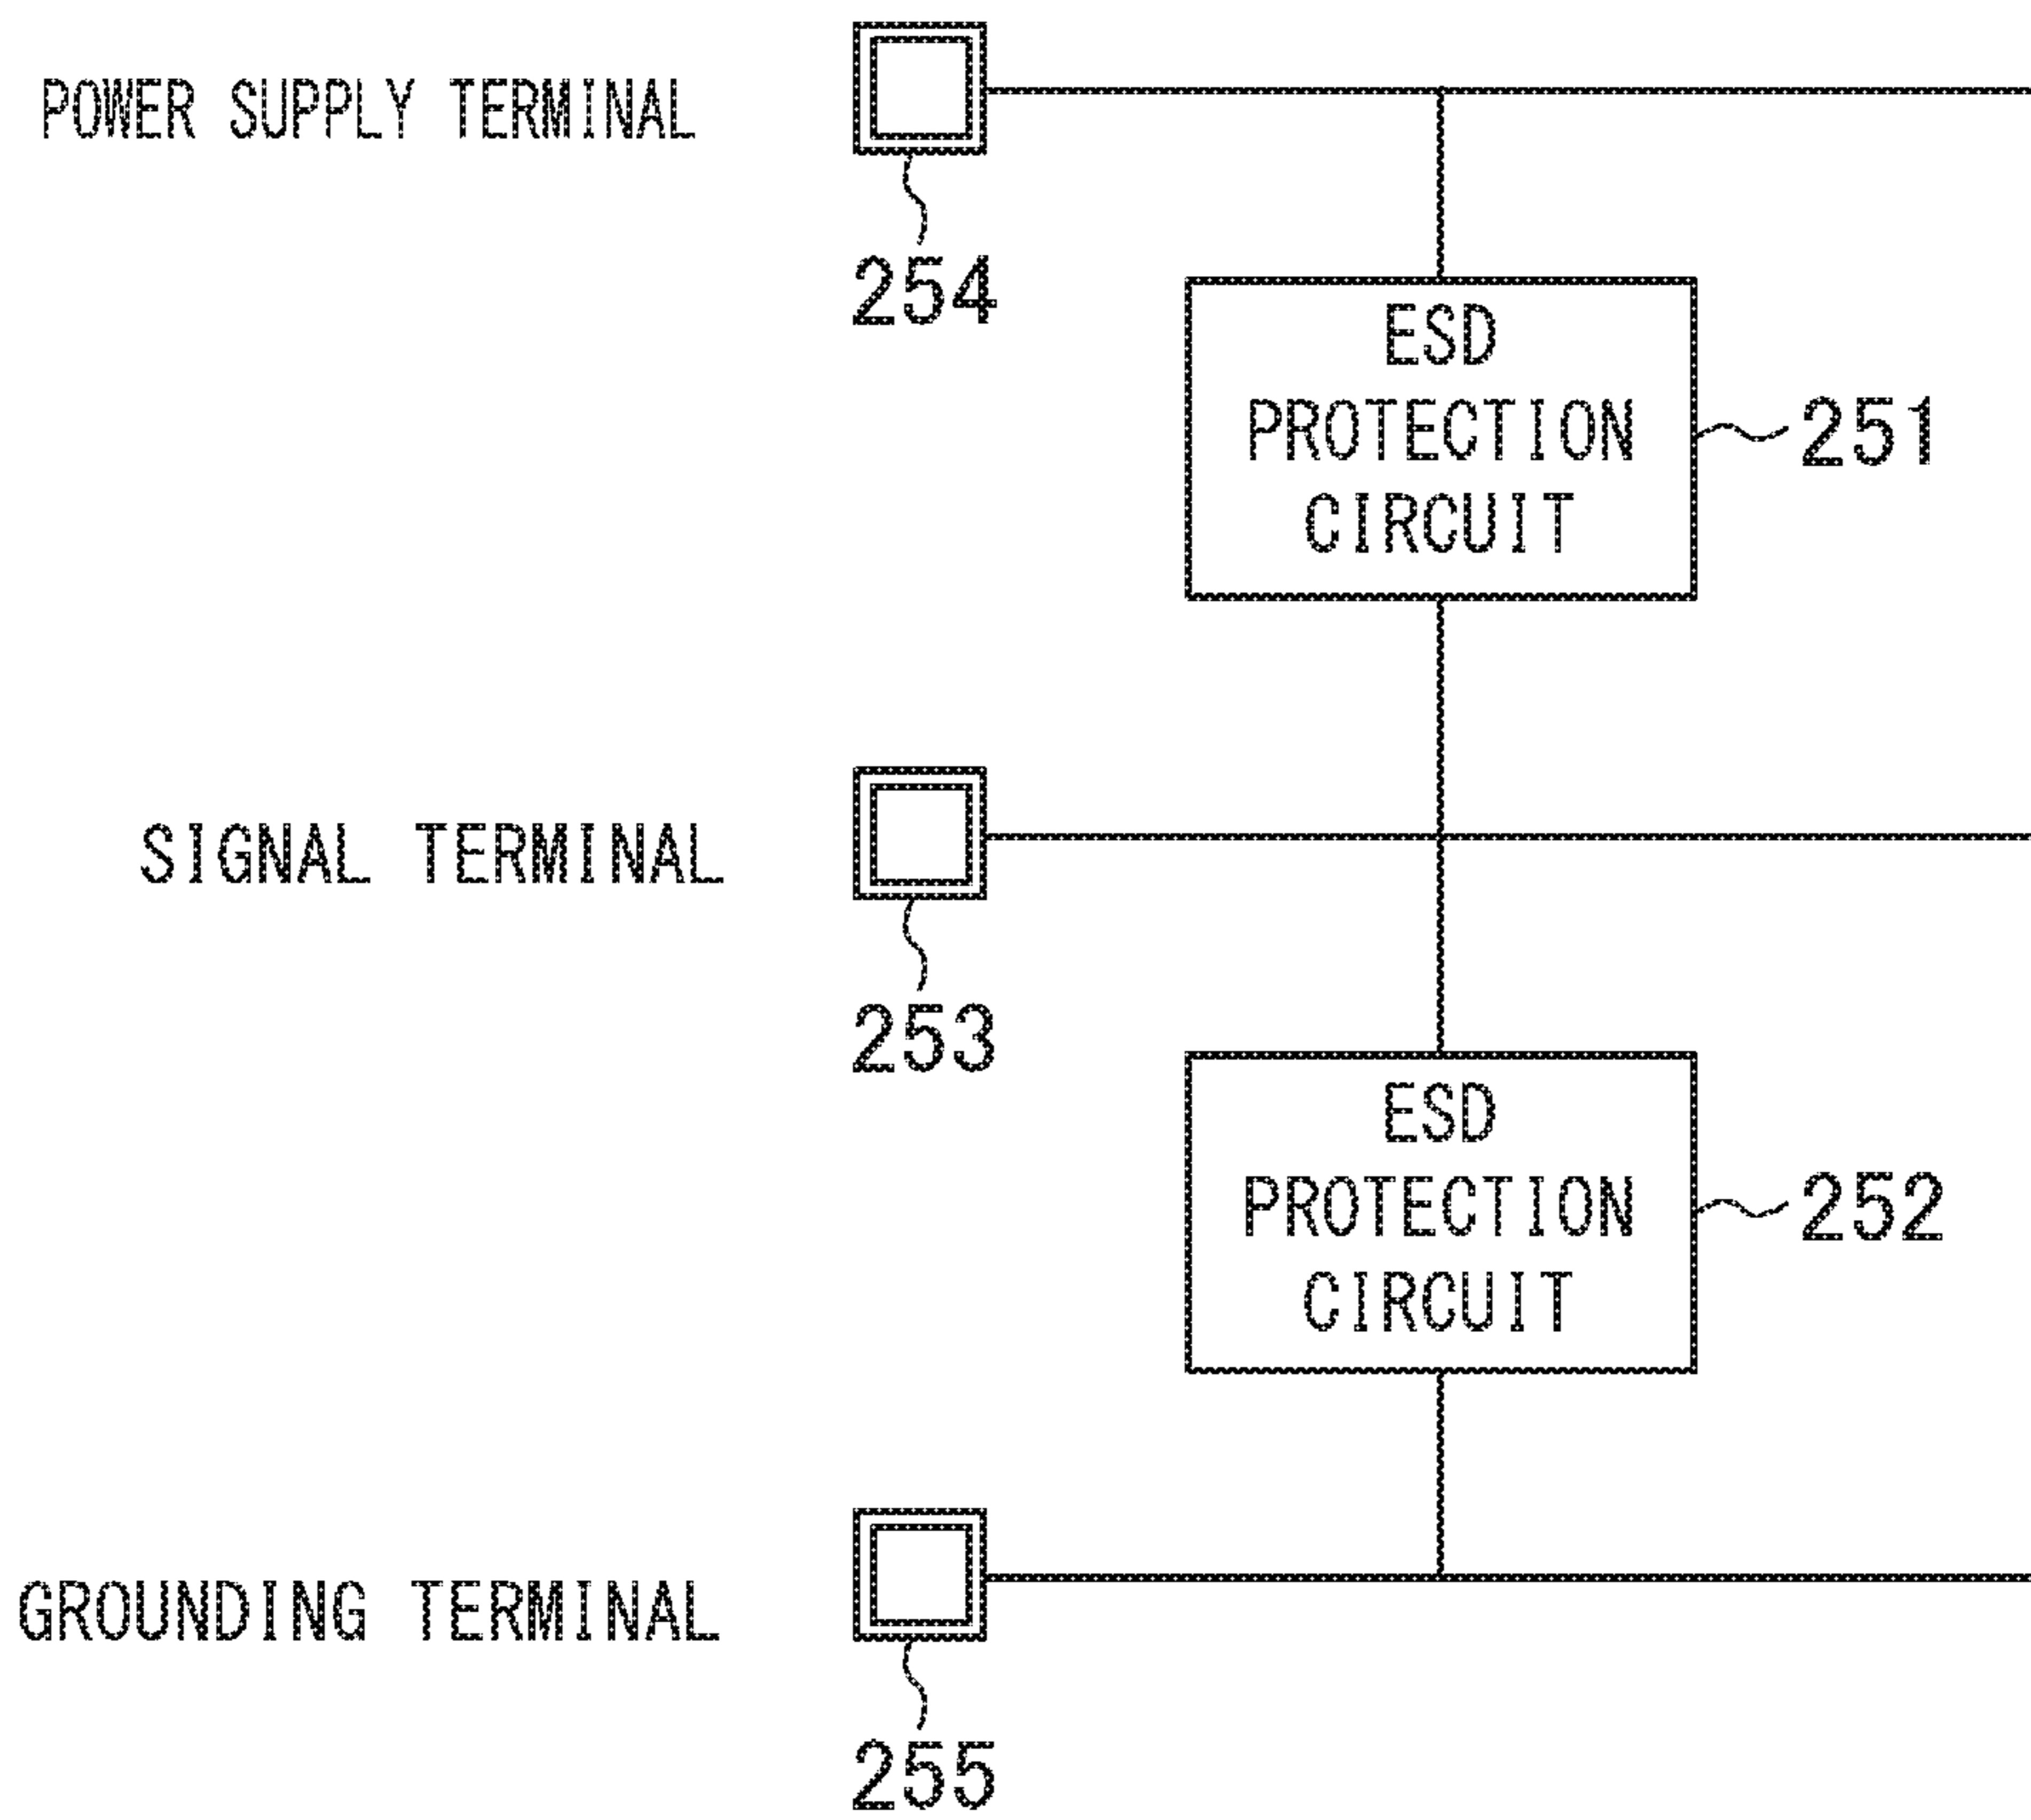 POWER SUPPLY TERMINAL
254
ESD
PROTECTION
CIRCUIT
251
SIGNAL TERMINAL
253
ESD
PROTECTION
CIRCUIT
252
GROUNDING TERMINAL
255